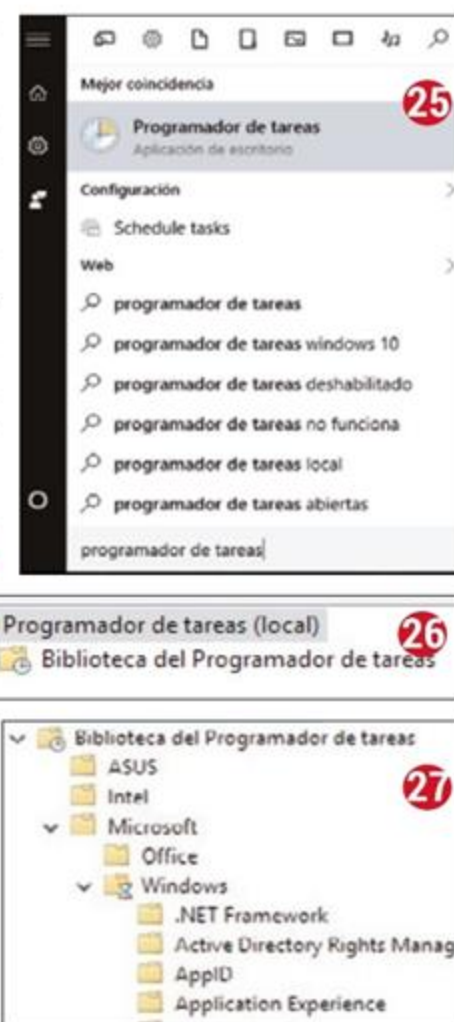 Mejor coincidencia
25
Programador de tareas
Aplicación de escritorio
Configuración
Schedule tasks
Web
programador de tareas
programador de tareas windows 10
programador de tareas deshabilitado
programador de tareas no funciona
programador de tareas local
programador de tareas abiertas
programador de tareas
Programador de tareas (local)
26
Biblioteca del Programador de tareas
Biblioteca del Programador de tareas
ASUS
27
Intel
Microsoft
Office
Windows
.NET Framework
Active Directory Rights Manag
AppID
Application Experience